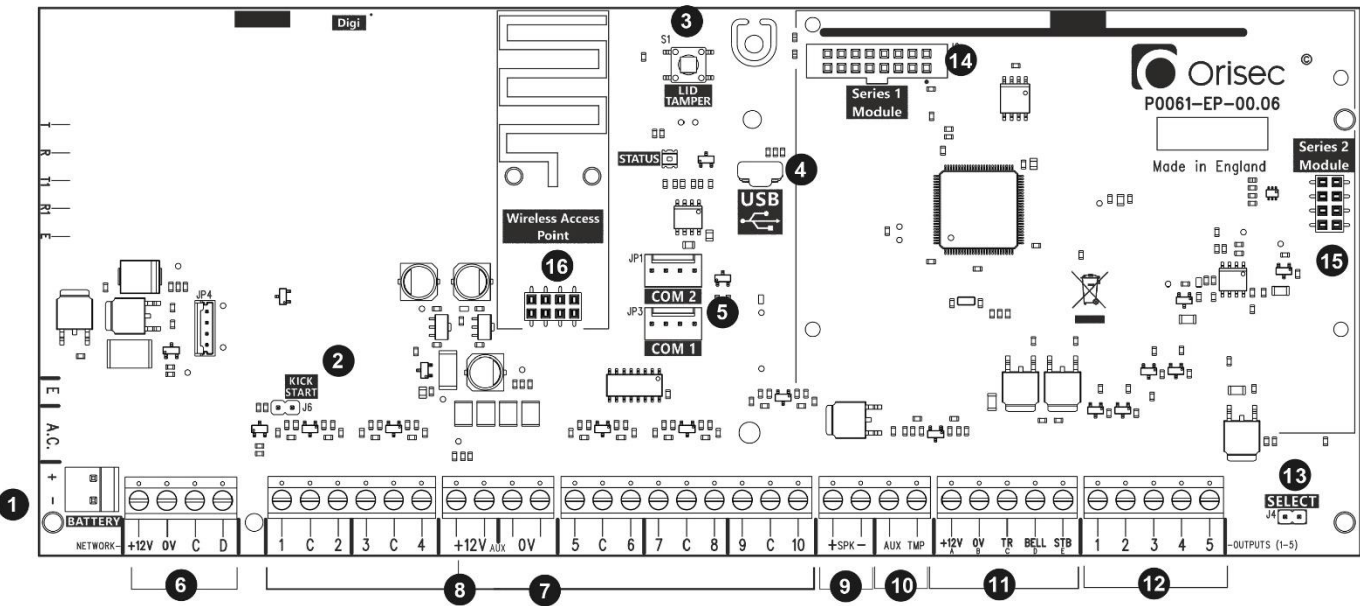 Digi
3
S1
LID
TAMPER
14
Series 1
Module
Orisec
©
P0061-EP-00.06
Made in England
Series 2
Module
15
T
R
T1
R1
E
STATUS
4
USB
Wireless Access
Point
16
JP1
COM 2
5
JP3
COM 1
JP4
2
KICK
START
J6
E
A.C.
+
-
1
BATTERY
13
SELECT
J4
NETWORK- +12V 0V C D
1 C 2 3 C 4
+12V AUX 0V
5 C 6 7 C 8 9 C 10
+SPK-
AUX TMP
+12V 0V TR BELL STB
A B C D E
1 2 3 4 5 -OUTPUTS (1-5)
6
8
7
9
10
11
12